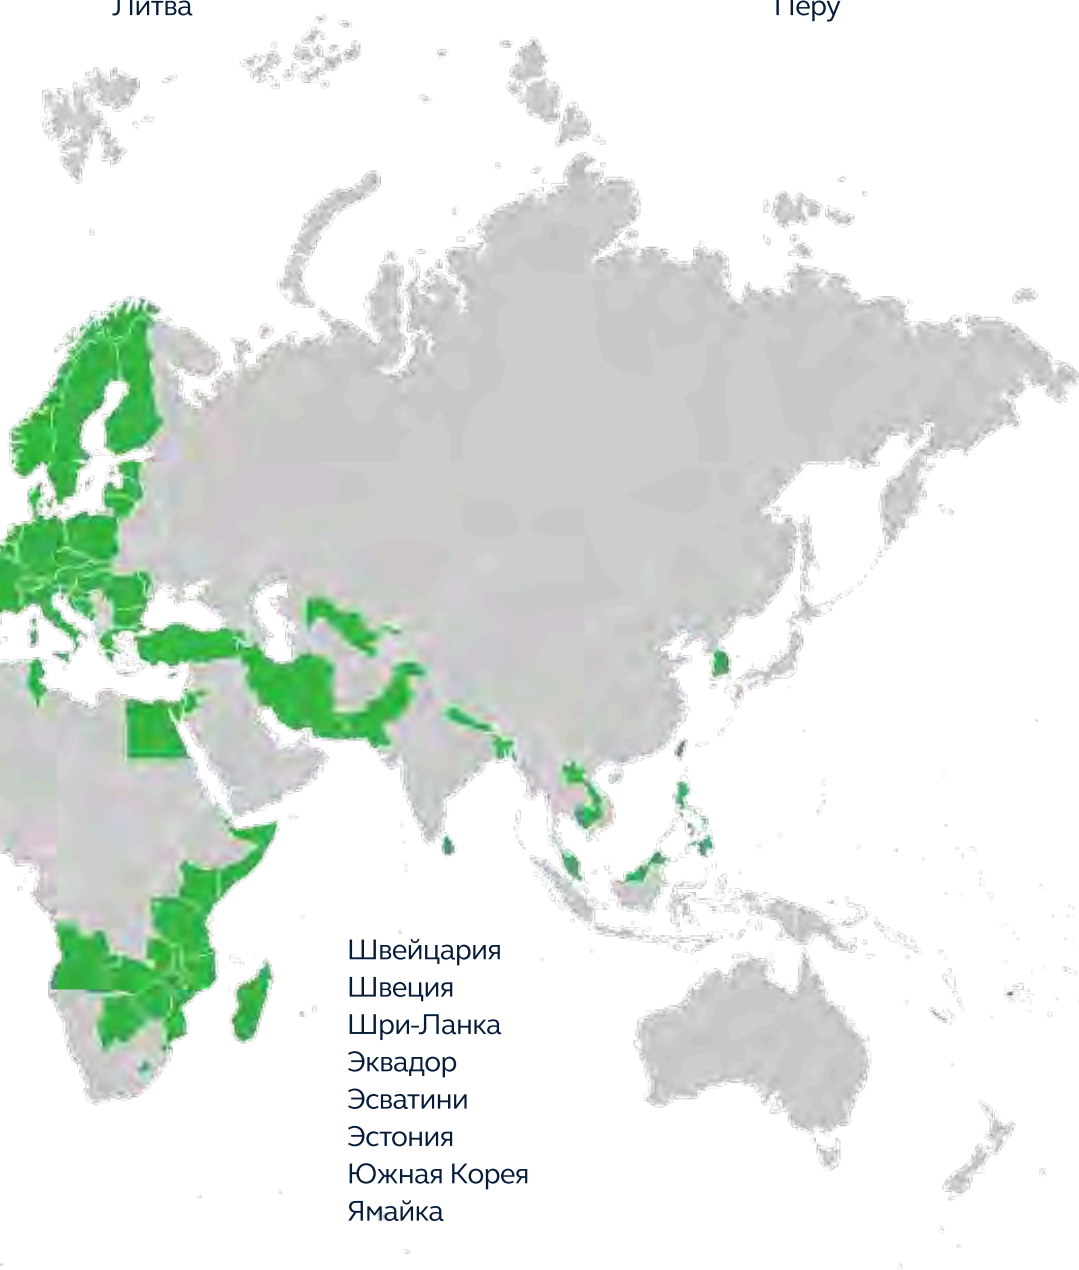 Литва
Перу
Швейцария
Швеция
Шри-Ланка
Эквадор
Эсватини
Эстония
Южная Корея
Ямайка